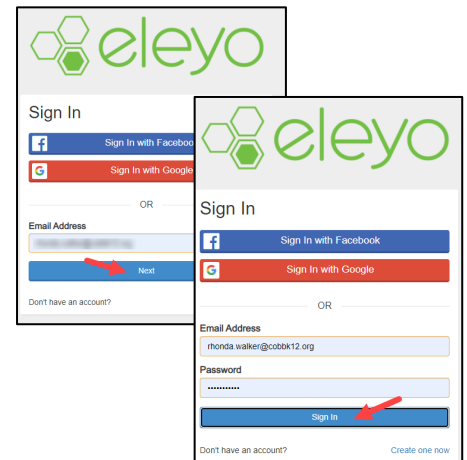 eleyo
Sign In
Sign In with Faceboo
Sign In with Google
OR
Email Address
Next
Don't have an account?
eleyo
Sign In
Sign In with Facebook
Sign In with Google
OR
Email Address
rhonda.walker@cobbk12.org
Password
Sign In
Don't have an account? Create one now